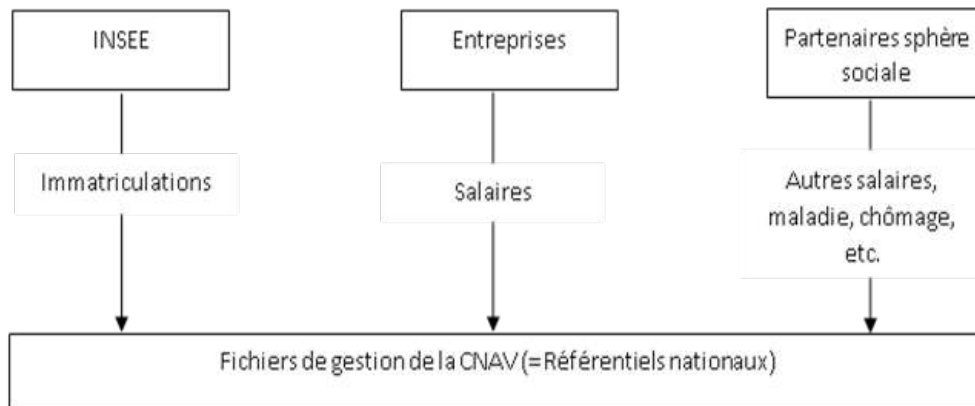 INSEE
Entreprises
Partenaires sphère
sociale
Immatriculations
Salaires
Autres salaires,
maladie, chômage,
etc.
Fichiers de gestion de la CNAV (=Référentiels nationaux)